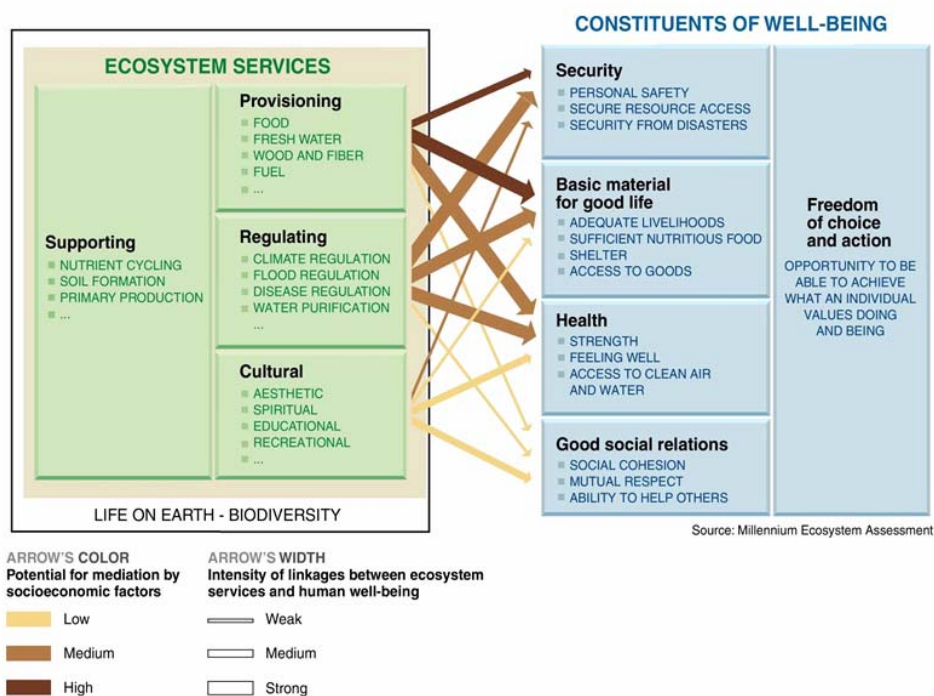 CONSTITUENTS OF WELL-BEING
ECOSYSTEM SERVICES
Supporting
NUTRIENT CYCLING
SOIL FORMATION
PRIMARY PRODUCTION
...
Provisioning
FOOD
FRESH WATER
WOOD AND FIBER
FUEL
...
Regulating
CLIMATE REGULATION
FLOOD REGULATION
DISEASE REGULATION
WATER PURIFICATION
...
Cultural
AESTHETIC
SPIRITUAL
EDUCATIONAL
RECREATIONAL
...
LIFE ON EARTH - BIODIVERSITY
Security
PERSONAL SAFETY
SECURE RESOURCE ACCESS
SECURITY FROM DISASTERS
Basic material
for good life
ADEQUATE LIVELIHOODS
SUFFICIENT NUTRITIOUS FOOD
SHELTER
ACCESS TO GOODS
Health
STRENGTH
FEELING WELL
ACCESS TO CLEAN AIR
AND WATER
Good social relations
SOCIAL COHESION
MUTUAL RESPECT
ABILITY TO HELP OTHERS
Freedom
of choice
and action
OPPORTUNITY TO BE
ABLE TO ACHIEVE
WHAT AN INDIVIDUAL
VALUES DOING
AND BEING
Source: Millennium Ecosystem Assessment
ARROW'S COLOR
Potential for mediation by
socioeconomic factors
Low
Medium
High
ARROW'S WIDTH
Intensity of linkages between ecosystem
services and human well-being
Weak
Medium
Strong